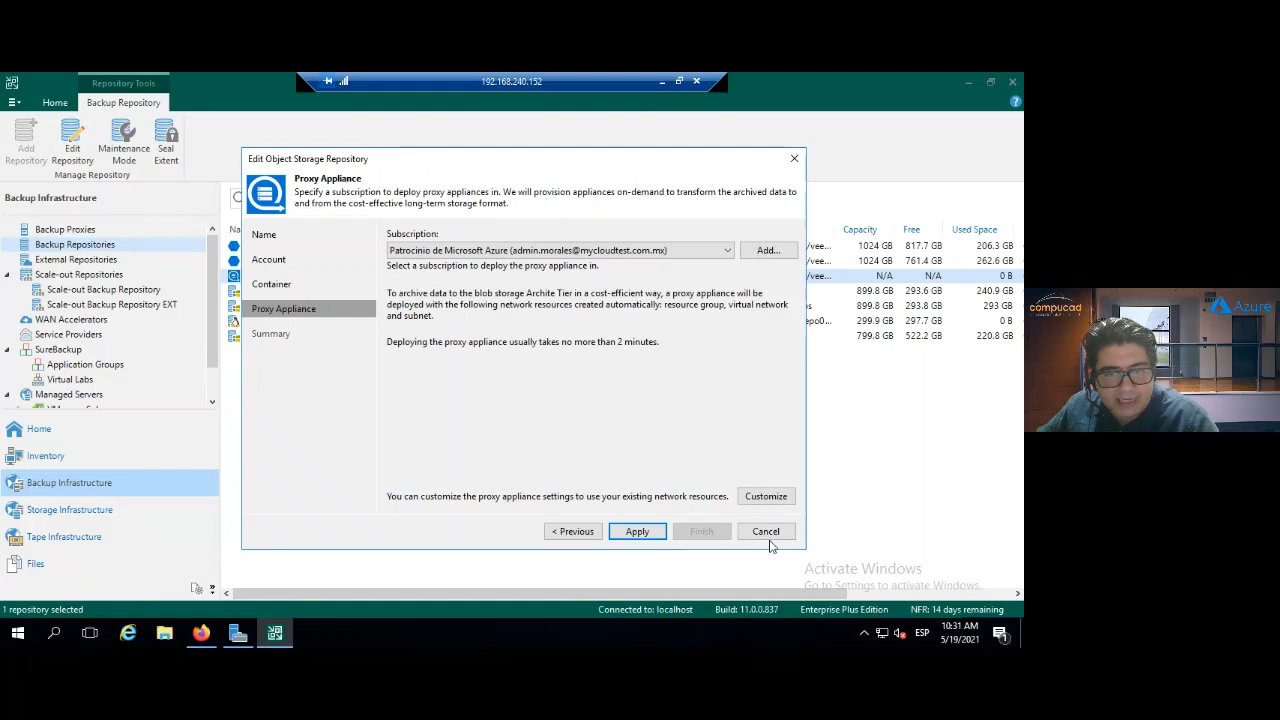 Repository Tools
192.168.240.152
Home
Backup Repository
Add
Repository
Edit
Repository
Maintenance
Mode
Seal
Extent
Manage Repository
Backup Infrastructure
Backup Proxies
Backup Repositories
External Repositories
Scale-out Repositories
Scale-out Backup Repository
Scale-out Backup Repository EXT
WAN Accelerators
Service Providers
SureBackup
Application Groups
Virtual Labs
Managed Servers
Home
Inventory
Backup Infrastructure
Storage Infrastructure
Tape Infrastructure
Files
Edit Object Storage Repository
Proxy Appliance
Specify a subscription to deploy proxy appliances in. We will provision appliances on-demand to transform the archived data to
and from the cost-effective long-term storage format.
Name
Account
Container
Proxy Appliance
Summary
Subscription:
Patrocinio de Microsoft Azure (admin.morales@mycloudtest.com.mx)
Add...
Select a subscription to deploy the proxy appliance in.
To archive data to the blob storage Archite Tier in a cost-efficient way, a proxy appliance will be
deployed with the following network resources created automatically: resource group, virtual network
and subnet.
Deploying the proxy appliance usually takes no more than 2 minutes.
You can customize the proxy appliance settings to use your existing network resources.
Customize
< Previous
Apply
Finish
Cancel
Capacity Free Used Space
/vee... 1024 GB 817.7 GB 206.3 GB
/vee... 1024 GB 761.4 GB 262.6 GB
/vee... N/A N/A 0 B
899.8 GB 293.6 GB 240.9 GB
899.8 GB 293.6 GB 293 GB
299.9 GB 297.7 GB 0 B
799.8 GB 522.2 GB 220.8 GB
Activate Windows
Go to Settings to activate Windows.
1 repository selected
Connected to: localhost
Build: 11.0.0.837
Enterprise Plus Edition
NFR: 14 days remaining
ESP
10:31 AM
5/19/2021
compucad
Azure